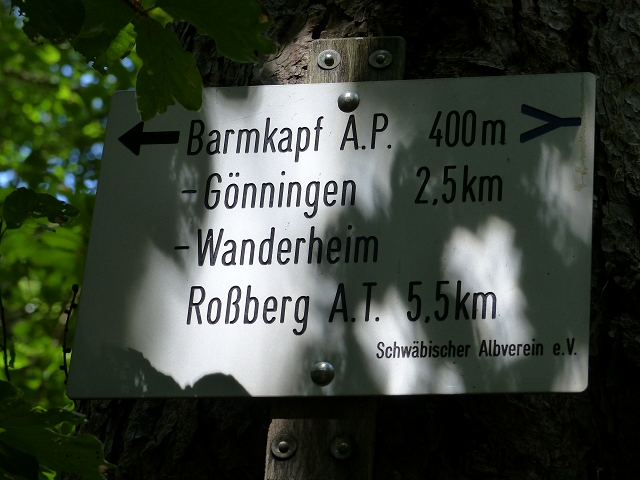 Barmkapf A.P. 400m
-Gönningen 2,5km
-Wanderheim
Roßberg A.T. 5,5km
Schwäbischer Albverein e.V.